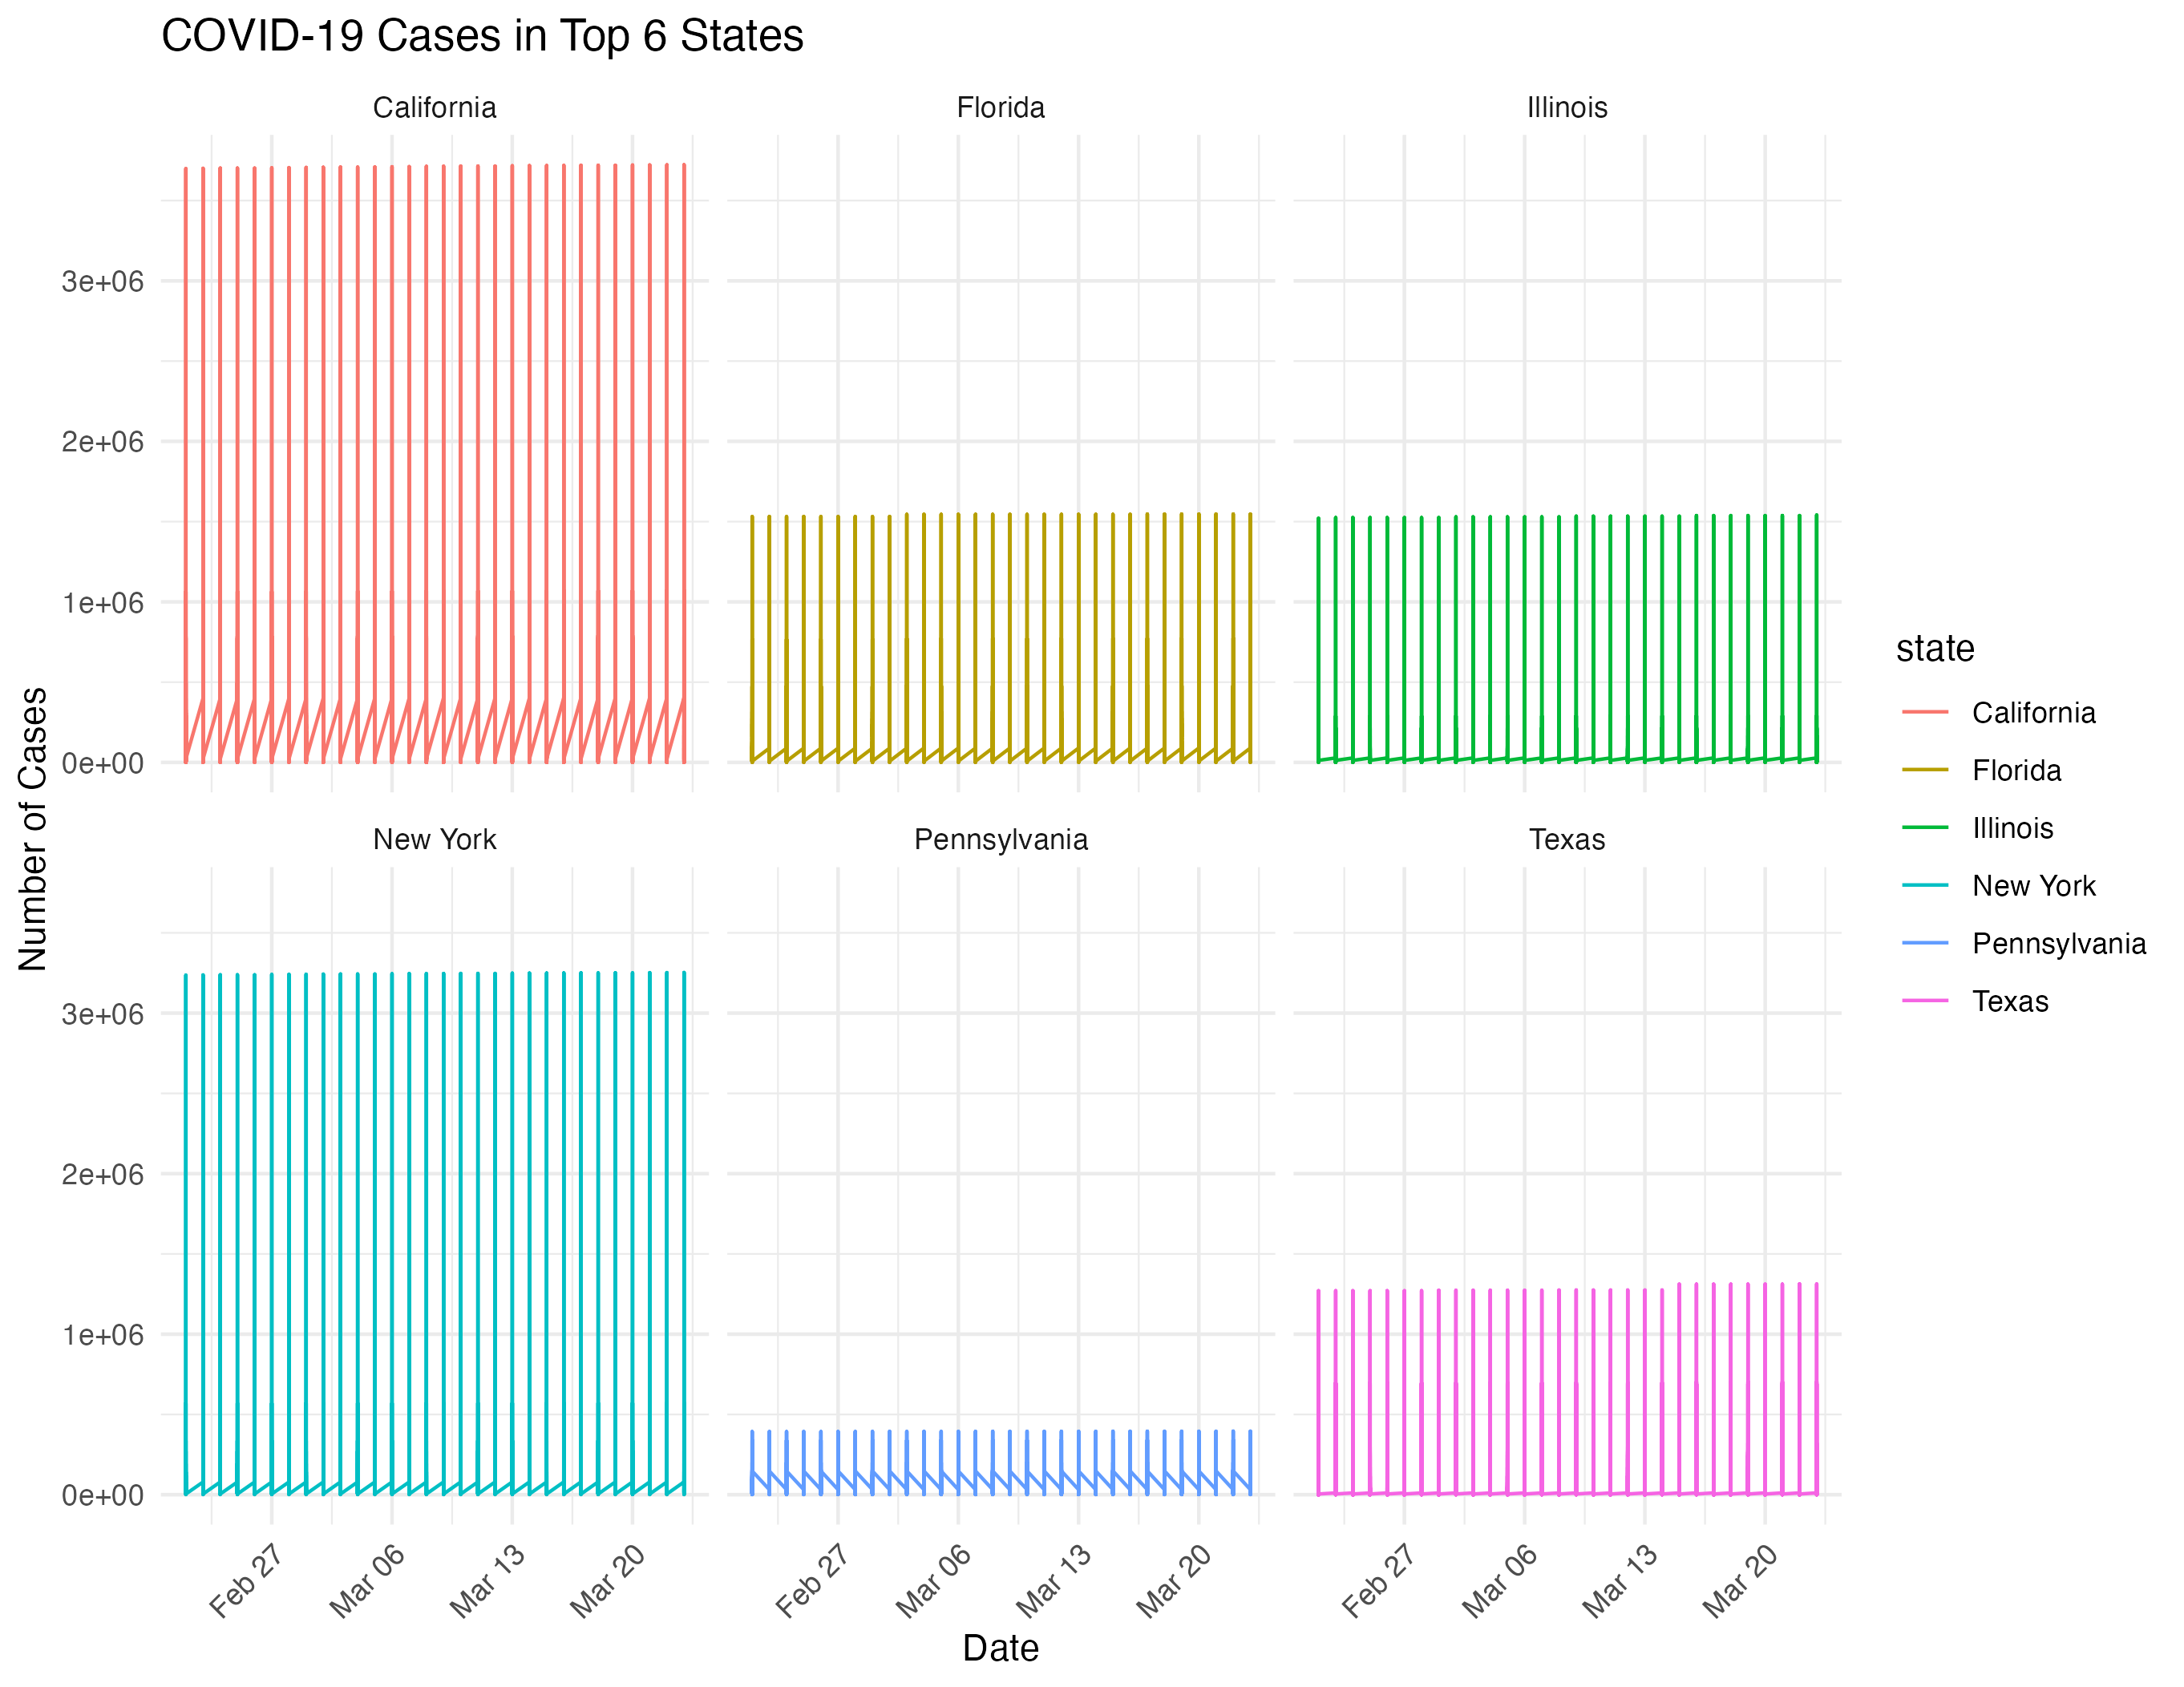 COVID-19 Cases in Top 6 States
California
Florida
Illinois
3e+06
2e+06
1e+06
0e+00
New York
Pennsylvania
Texas
3e+06
2e+06
1e+06
0e+00
Feb 27
Mar 06
Mar 13
Mar 20
Feb 27
Mar 06
Mar 13
Mar 20
Feb 27
Mar 06
Mar 13
Mar 20
Date
Number of Cases
state
California
Florida
Illinois
New York
Pennsylvania
Texas